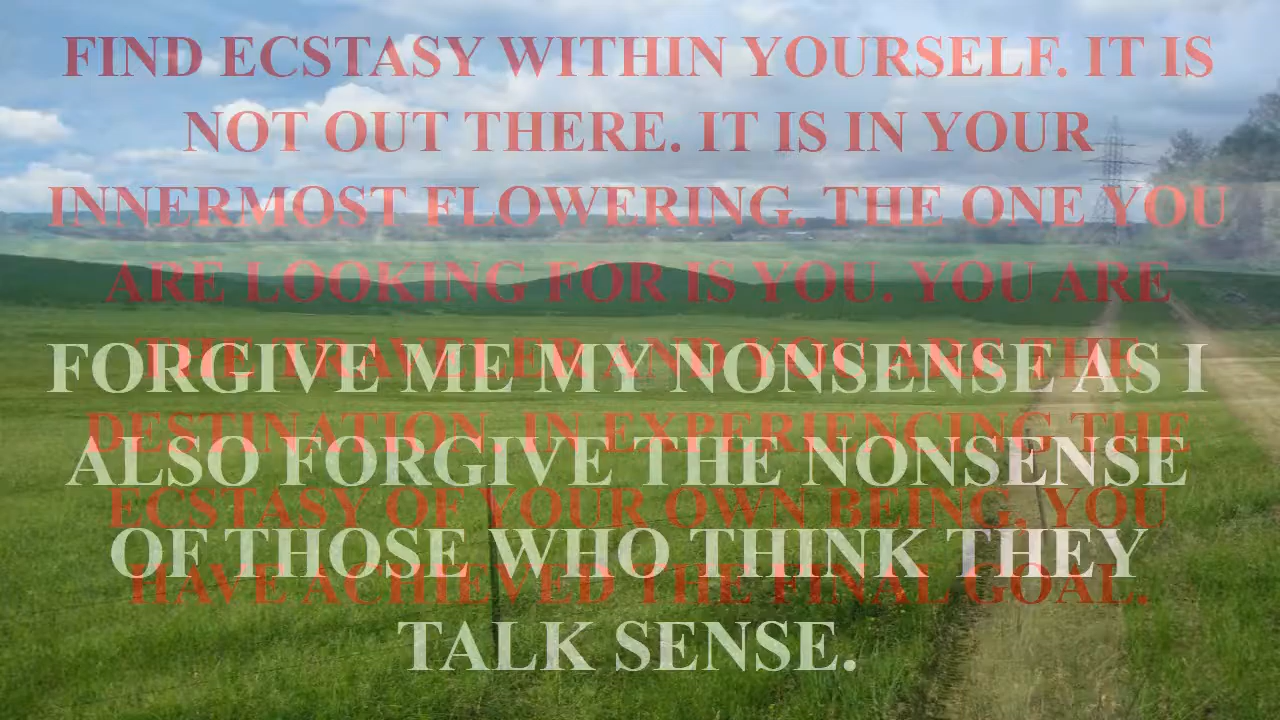 FIND ECSTASY WITHIN YOURSELF. IT IS
NOT OUT THERE. IT IS IN YOUR
INNERMOST FLOWERING. THE ONE YOU
ARE LOOKING FOR IS YOU. YOU ARE
THE TRAVELER AND YOU ARE THE
DESTINATION. IN EXPERIENCING THE
ECSTASY OF YOUR OWN BEING, YOU
HAVE ACHIEVED THE FINAL GOAL.
FORGIVE ME MY NONSENSE AS I
ALSO FORGIVE THE NONSENSE
OF THOSE WHO THINK THEY
TALK SENSE.